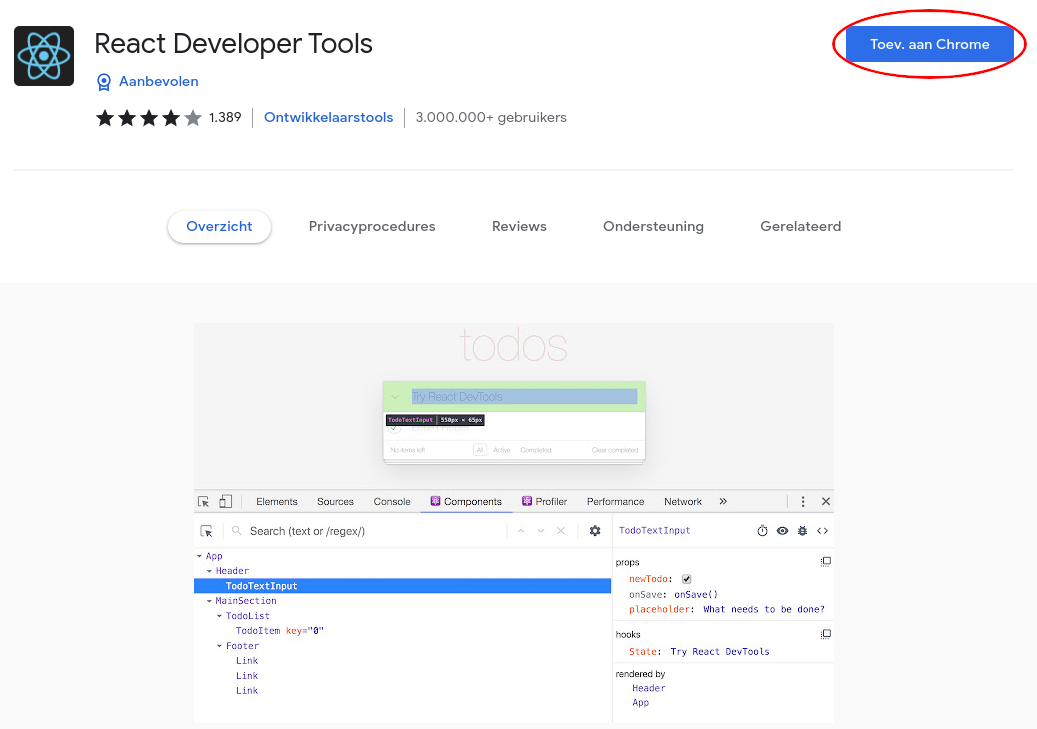 React Developer Tools
Toev. aan Chrome
Aanbevolen
1.389 Ontwikkelaarstools 3.000.000+ gebruikers
Overzicht Privacyprocedures Reviews Ondersteuning Gerelateerd
todos
Try React DevTools
TodoTextInput | 550px × 65px
No items left All Active Completed Clear completed
Elements Sources Console Components Profiler Performance Network »
Search (text or /regex/)
TodoTextInput
App
Header
TodoTextInput
MainSection
TodoList
TodoItem key="0"
Footer
Link
Link
Link
props
newTodo:
onSave: onSave()
placeholder: What needs to be done?
hooks
State: Try React DevTools
rendered by
Header
App